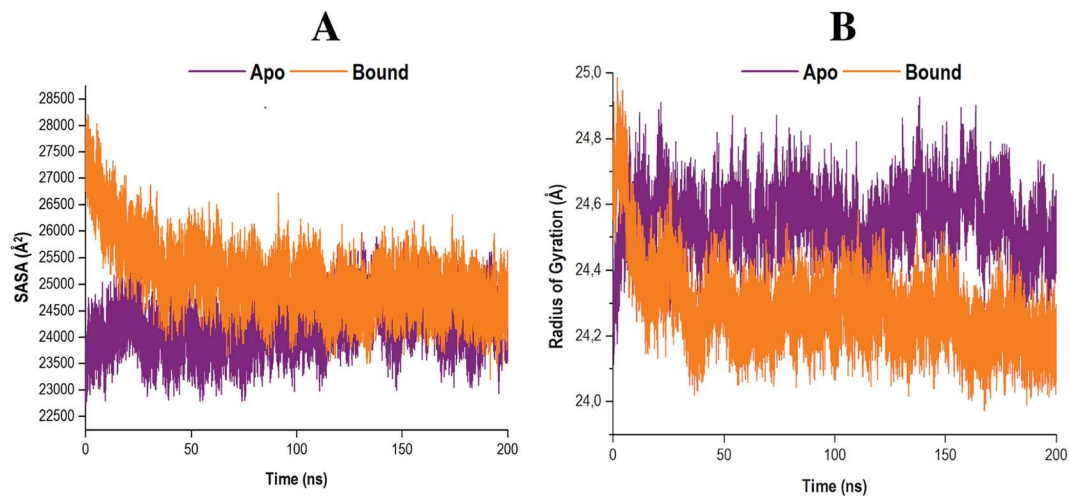 A
Apo Bound
28500
28000
27500
27000
26500
26000
25500
25000
24500
24000
23500
23000
22500
SASA (Å²)
0 50 100 150 200
Time (ns)
B
Apo Bound
25,0
24,8
24,6
24,4
24,2
24,0
Radius of Gyration (Å)
0 50 100 150 200
Time (ns)